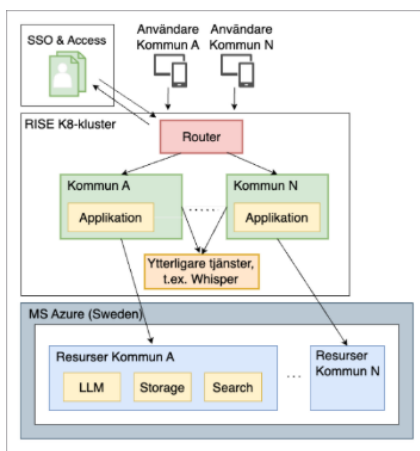 SSO & Access
Användare
Kommun A
Användare
Kommun N
RISE K8-kluster
Router
Kommun A
Applikation
......
Kommun N
Applikation
Ytterligare tjänster,
t.ex. Whisper
MS Azure (Sweden)
Resurser Kommun A
LLM
Storage
Search
...
Resurser
Kommun N